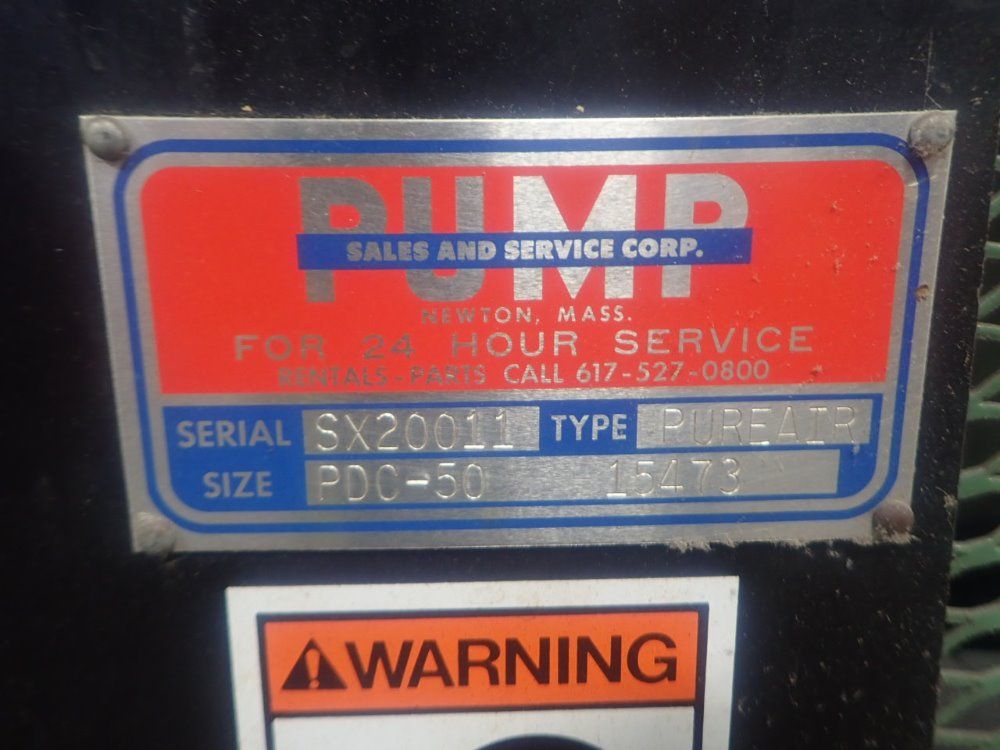 PUMP
SALES AND SERVICE CORP.
NEWTON, MASS.
FOR 24 HOUR SERVICE
RENTALS - PARTS CALL 617-527-0800
SERIAL SX20011 TYPE PUREAIR
SIZE PDC-50 15473
WARNING